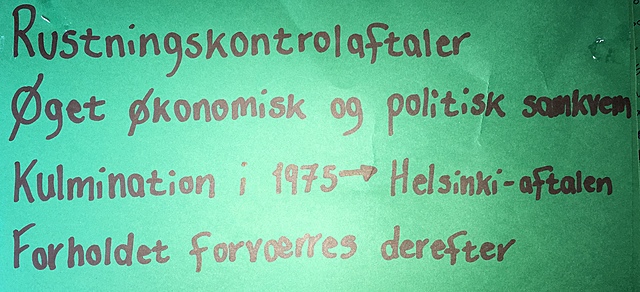 Rustningskontrolaftaler
Øget økonomisk og politisk samkvem
Kulmination i 1975→ Helsinki-aftalen
Forholdet forværres derefter